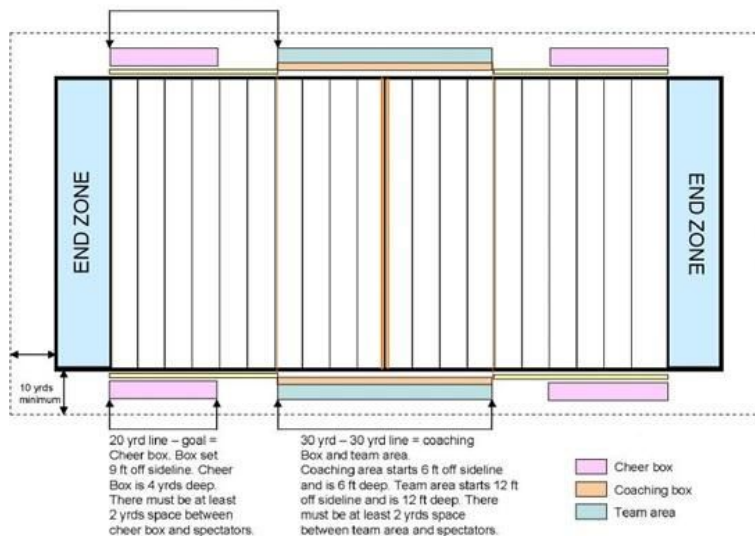 END ZONE
END ZONE
10 yrds
minimum
20 yrd line – goal =
Cheer box. Box set
9 ft off sideline. Cheer
Box is 4 yrds deep.
There must be at least
2 yrds space between
cheer box and spectators.
30 yrd – 30 yrd line = coaching
Box and team area.
Coaching area starts 6 ft off sideline
and is 6 ft deep. Team area starts 12 ft
off sideline and is 12 ft deep. There
must be at least 2 yrds space
between team area and spectators.
Cheer box
Coaching box
Team area